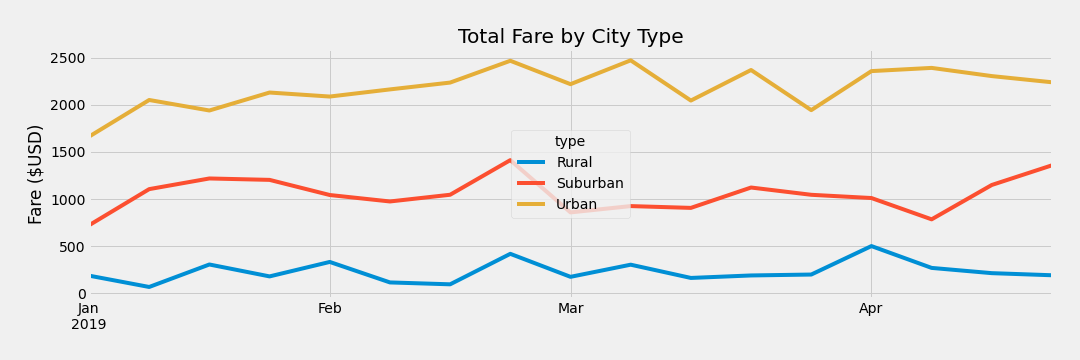 Total Fare by City Type
Fare ($USD)
2500
2000
1500
1000
500
0
type
Rural
Suburban
Urban
Jan
2019
Feb
Mar
Apr